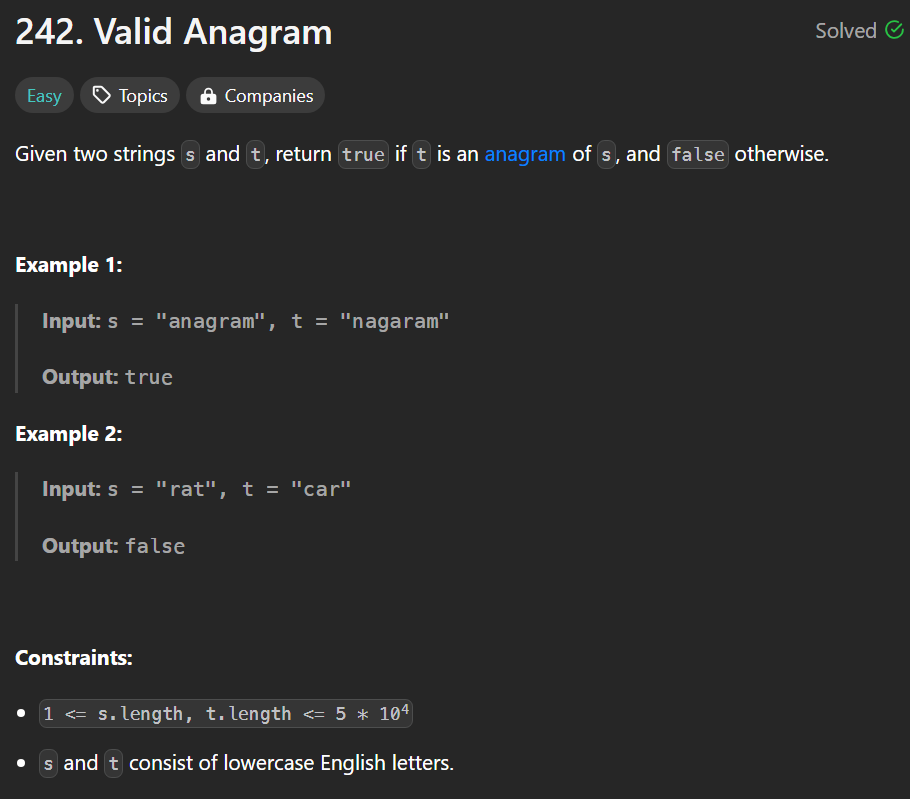 242. Valid Anagram
Solved
Easy Topics Companies
Given two strings s and t, return true if t is an anagram of s, and false otherwise.
Example 1:
Input: s = "anagram", t = "nagaram"
Output: true
Example 2:
Input: s = "rat", t = "car"
Output: false
Constraints:
• 1 <= s.length, t.length <= 5 * 10⁴
• s and t consist of lowercase English letters.